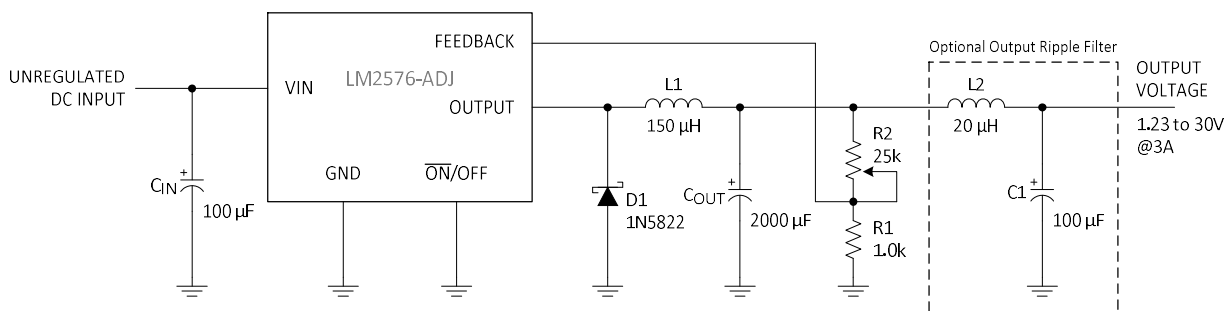 UNREGULATED
DC INPUT
+
CIN
100 µF
VIN
LM2576-ADJ
FEEDBACK
OUTPUT
GND
ON/OFF
D1
1N5822
L1
150 µH
+
COUT
2000 µF
R2
25k
R1
1.0k
Optional Output Ripple Filter
L2
20 µH
+
C1
100 µF
OUTPUT
VOLTAGE
1.23 to 30V
@3A